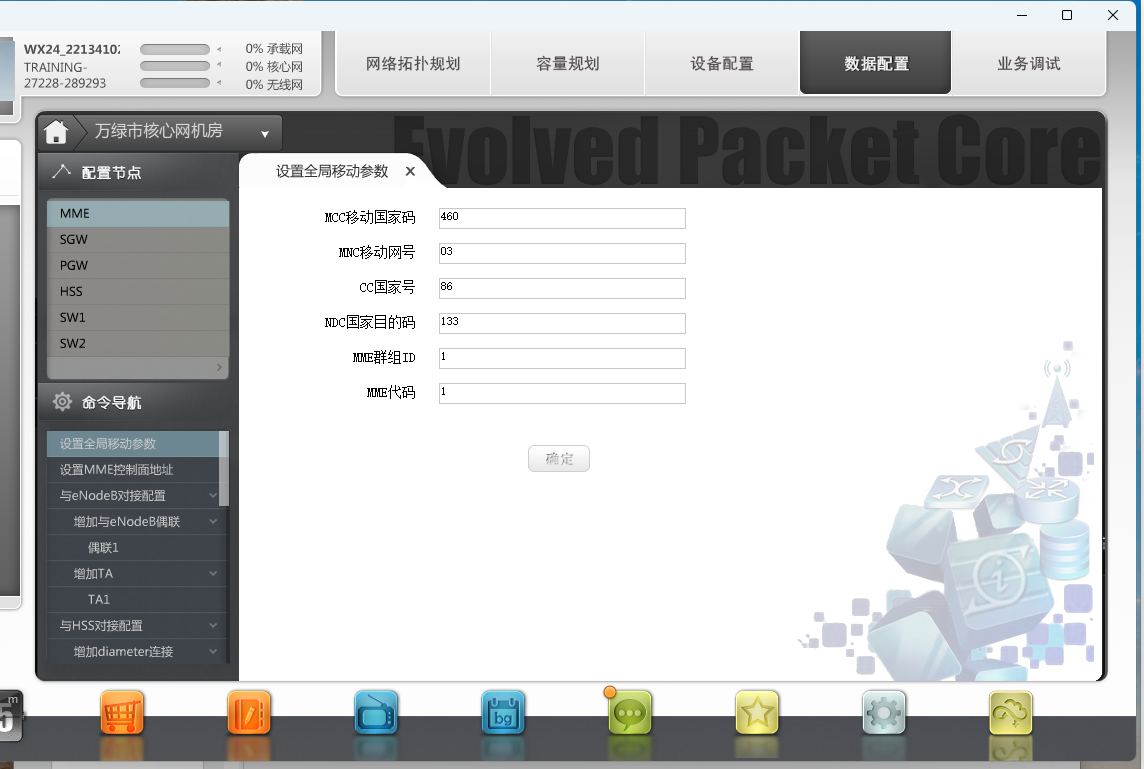 WX24_22134102
TRAINING-
27228-289293
0% 承载网
0% 核心网
0% 无线网
网络拓扑规划
容量规划
设备配置
数据配置
业务调试
万绿市核心网机房
Evolved Packet Core
配置节点
设置全局移动参数
MME
SGW
PGW
HSS
SW1
SW2
MCC移动国家码 460
MNC移动网号 03
CC国家号 86
NDC国家目的码 133
MME群组ID 1
MME代码 1
确定
命令导航
设置全局移动参数
设置MME控制面地址
与eNodeB对接配置
增加与eNodeB偶联
偶联1
增加TA
TA1
与HSS对接配置
增加diameter连接
m
5
bg